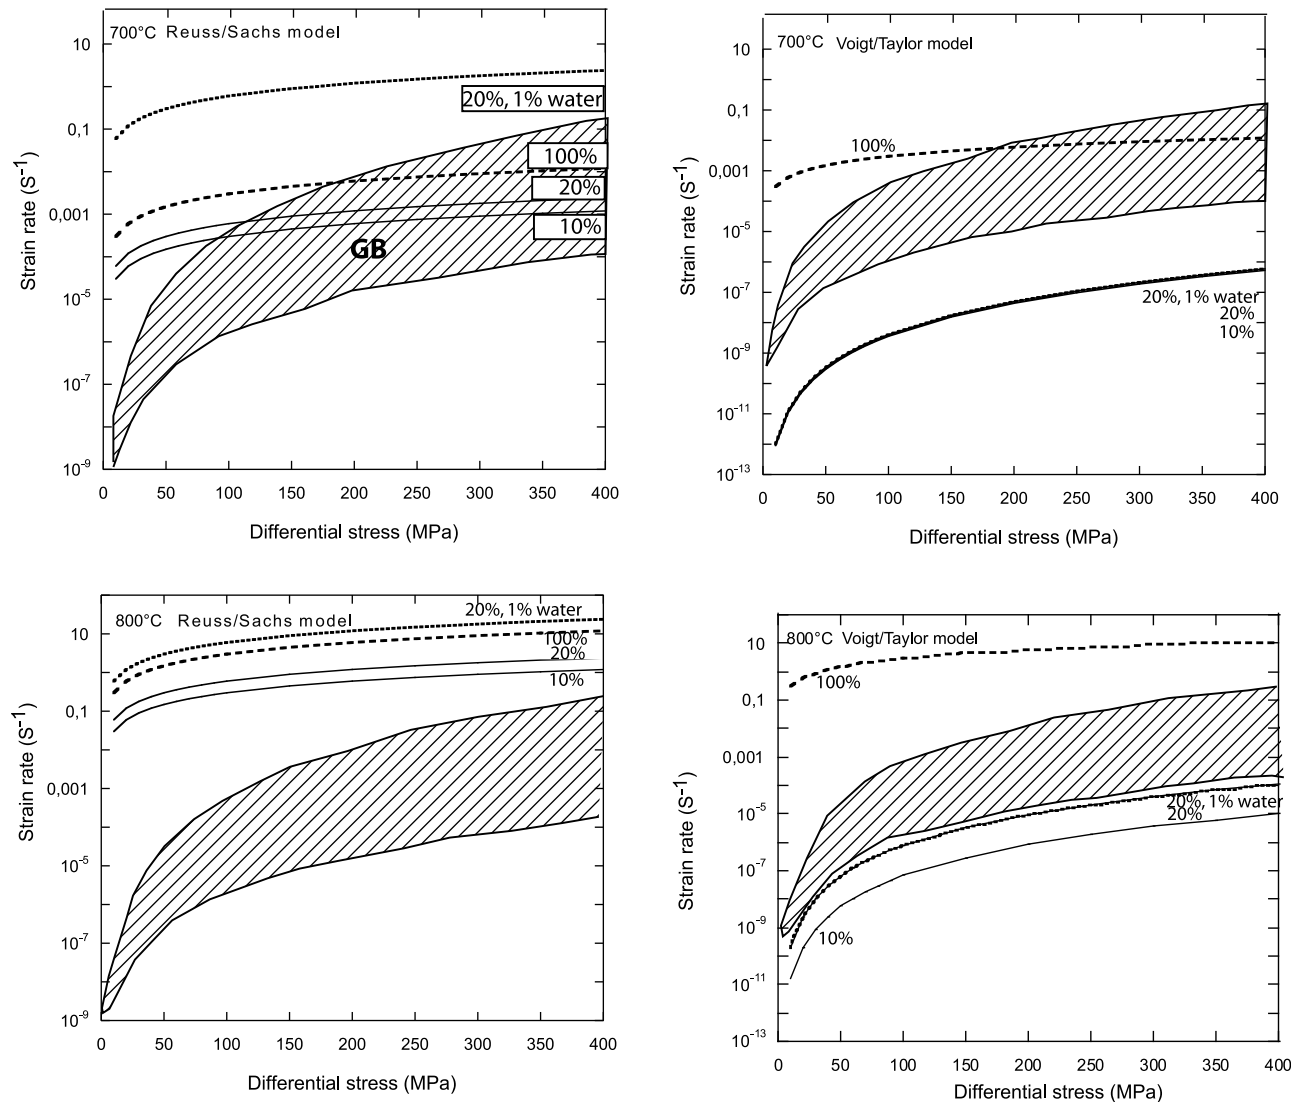 700°C Reuss/Sachs model
10
0,1
0,001
10⁻⁵
10⁻⁷
10⁻⁹
Strain rate (S⁻¹)
20%, 1% water
100%
20%
10%
GB
0 50 100 150 200 250 300 350 400
Differential stress (MPa)
700°C Voigt/Taylor model
10
0,1
0,001
10⁻⁵
10⁻⁷
10⁻⁹
10⁻¹¹
10⁻¹³
Strain rate (S⁻¹)
100%
20%, 1% water
20%
10%
0 50 100 150 200 250 300 350 400
Differential stress (MPa)
800°C Reuss/Sachs model
10
0,1
0,001
10⁻⁵
10⁻⁷
10⁻⁹
Strain rate (S⁻¹)
20%, 1% water
100%
20%
10%
0 50 100 150 200 250 300 350 400
Differential stress (MPa)
800°C Voigt/Taylor model
10
0,1
0,001
10⁻⁵
10⁻⁷
10⁻⁹
10⁻¹¹
10⁻¹³
Strain rate (S⁻¹)
100%
20%, 1% water
20%
10%
0 50 100 150 200 250 300 350 400
Differential stress (MPa)